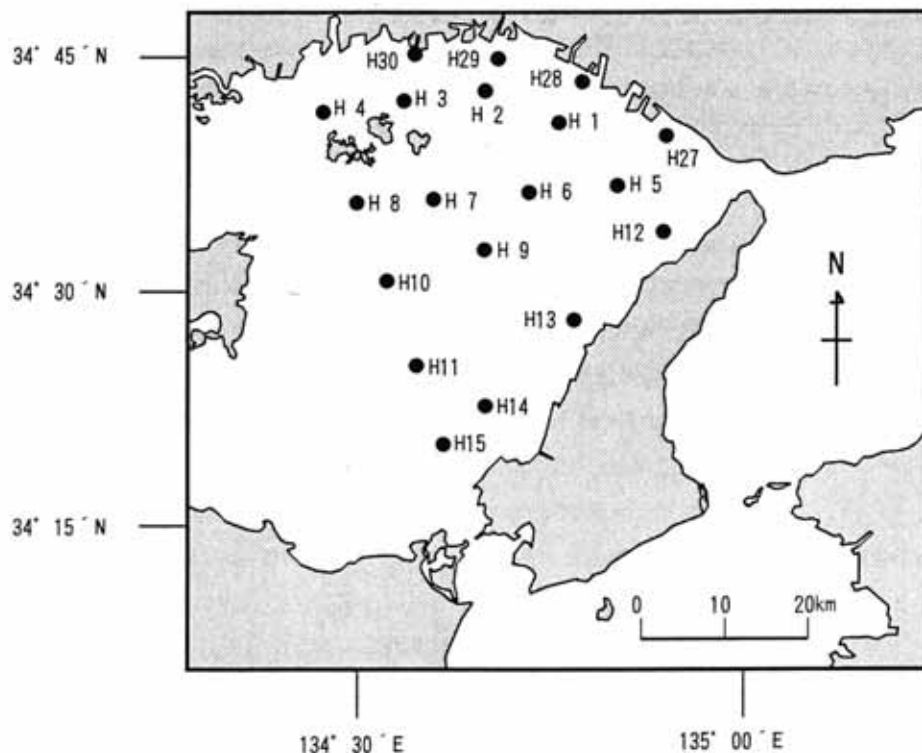 34° 45´N
34° 30´N
34° 15´N
H30
H29
H28
H 4
H 3
H 2
H 1
H27
H 8
H 7
H 6
H 5
H12
H 9
H10
H13
H11
H14
H15
N
0 10 20km
134° 30´E
135° 00´E